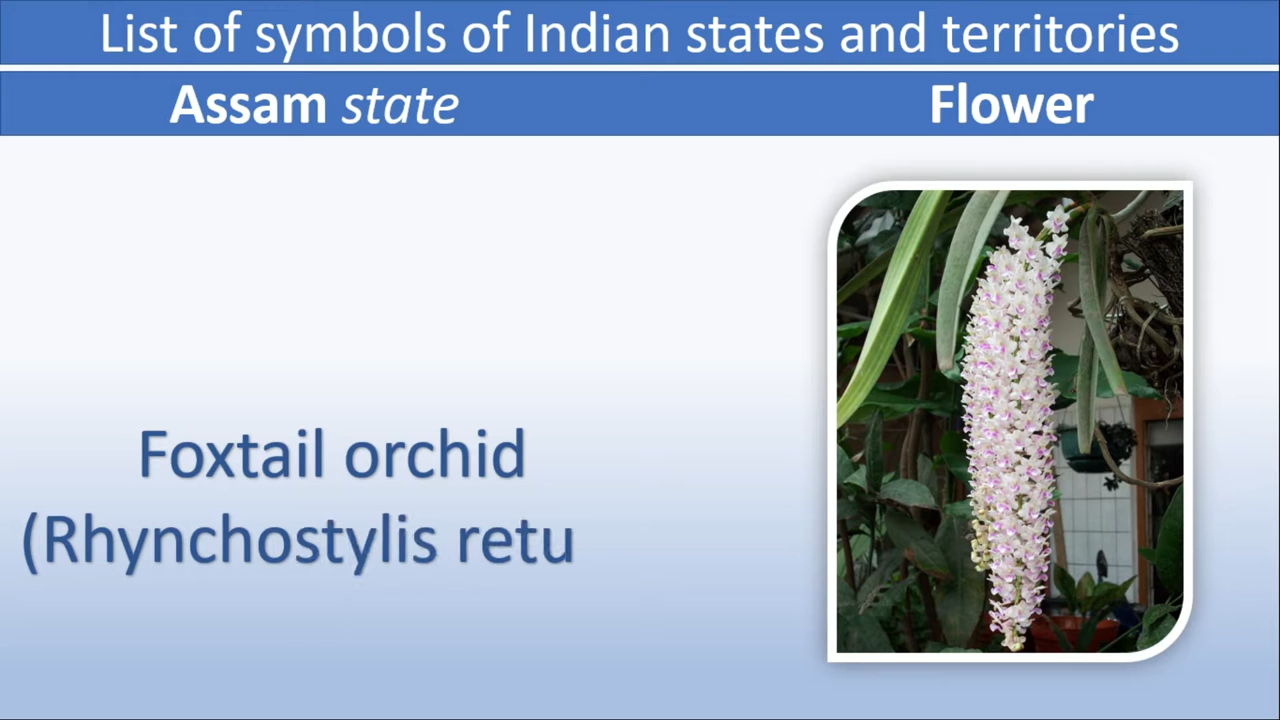 List of symbols of Indian states and territories
Assam state
Flower
Foxtail orchid
(Rhynchostylis retu